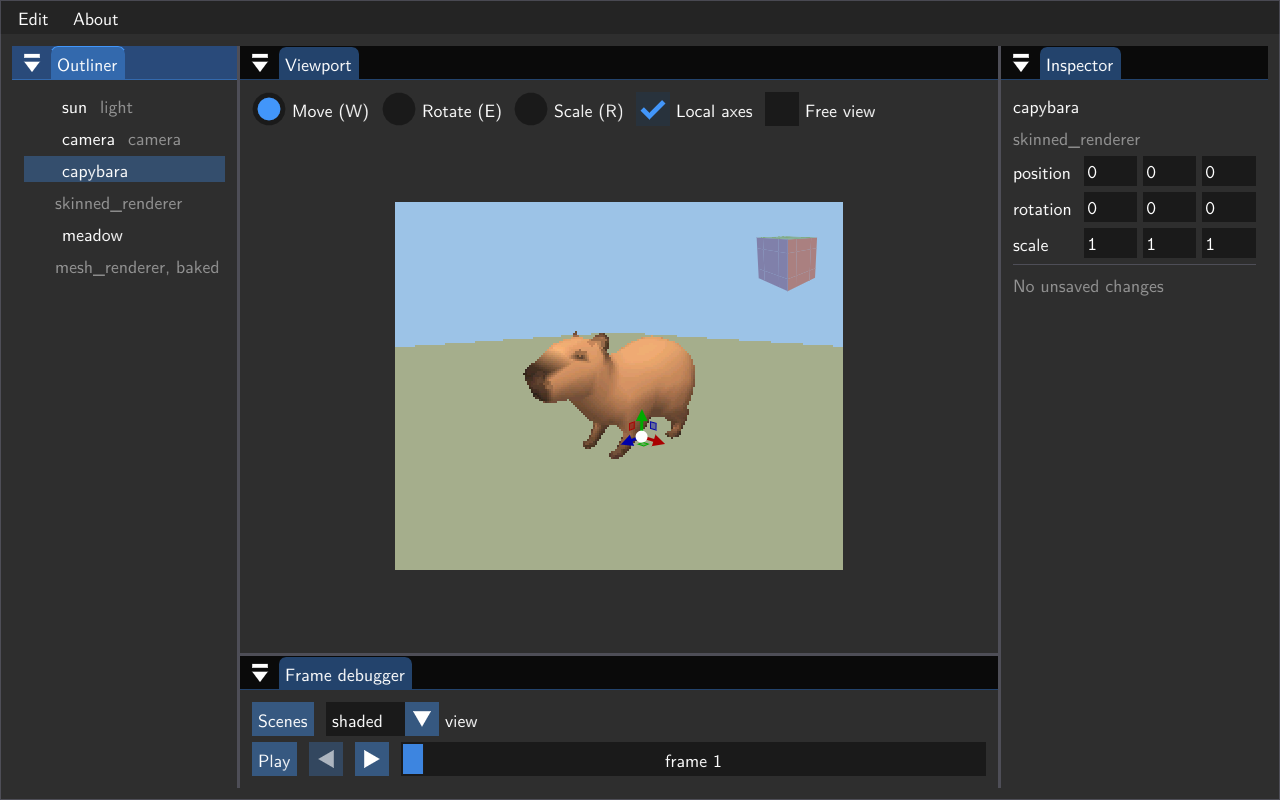 Edit About
Outliner
sun light
camera camera
capybara
skinned_renderer
meadow
mesh_renderer, baked
Viewport
Move (W) Rotate (E) Scale (R) Local axes Free view
Frame debugger
Scenes shaded view
Play frame 1
Inspector
capybara
skinned_renderer
position 0 0 0
rotation 0 0 0
scale 1 1 1
No unsaved changes